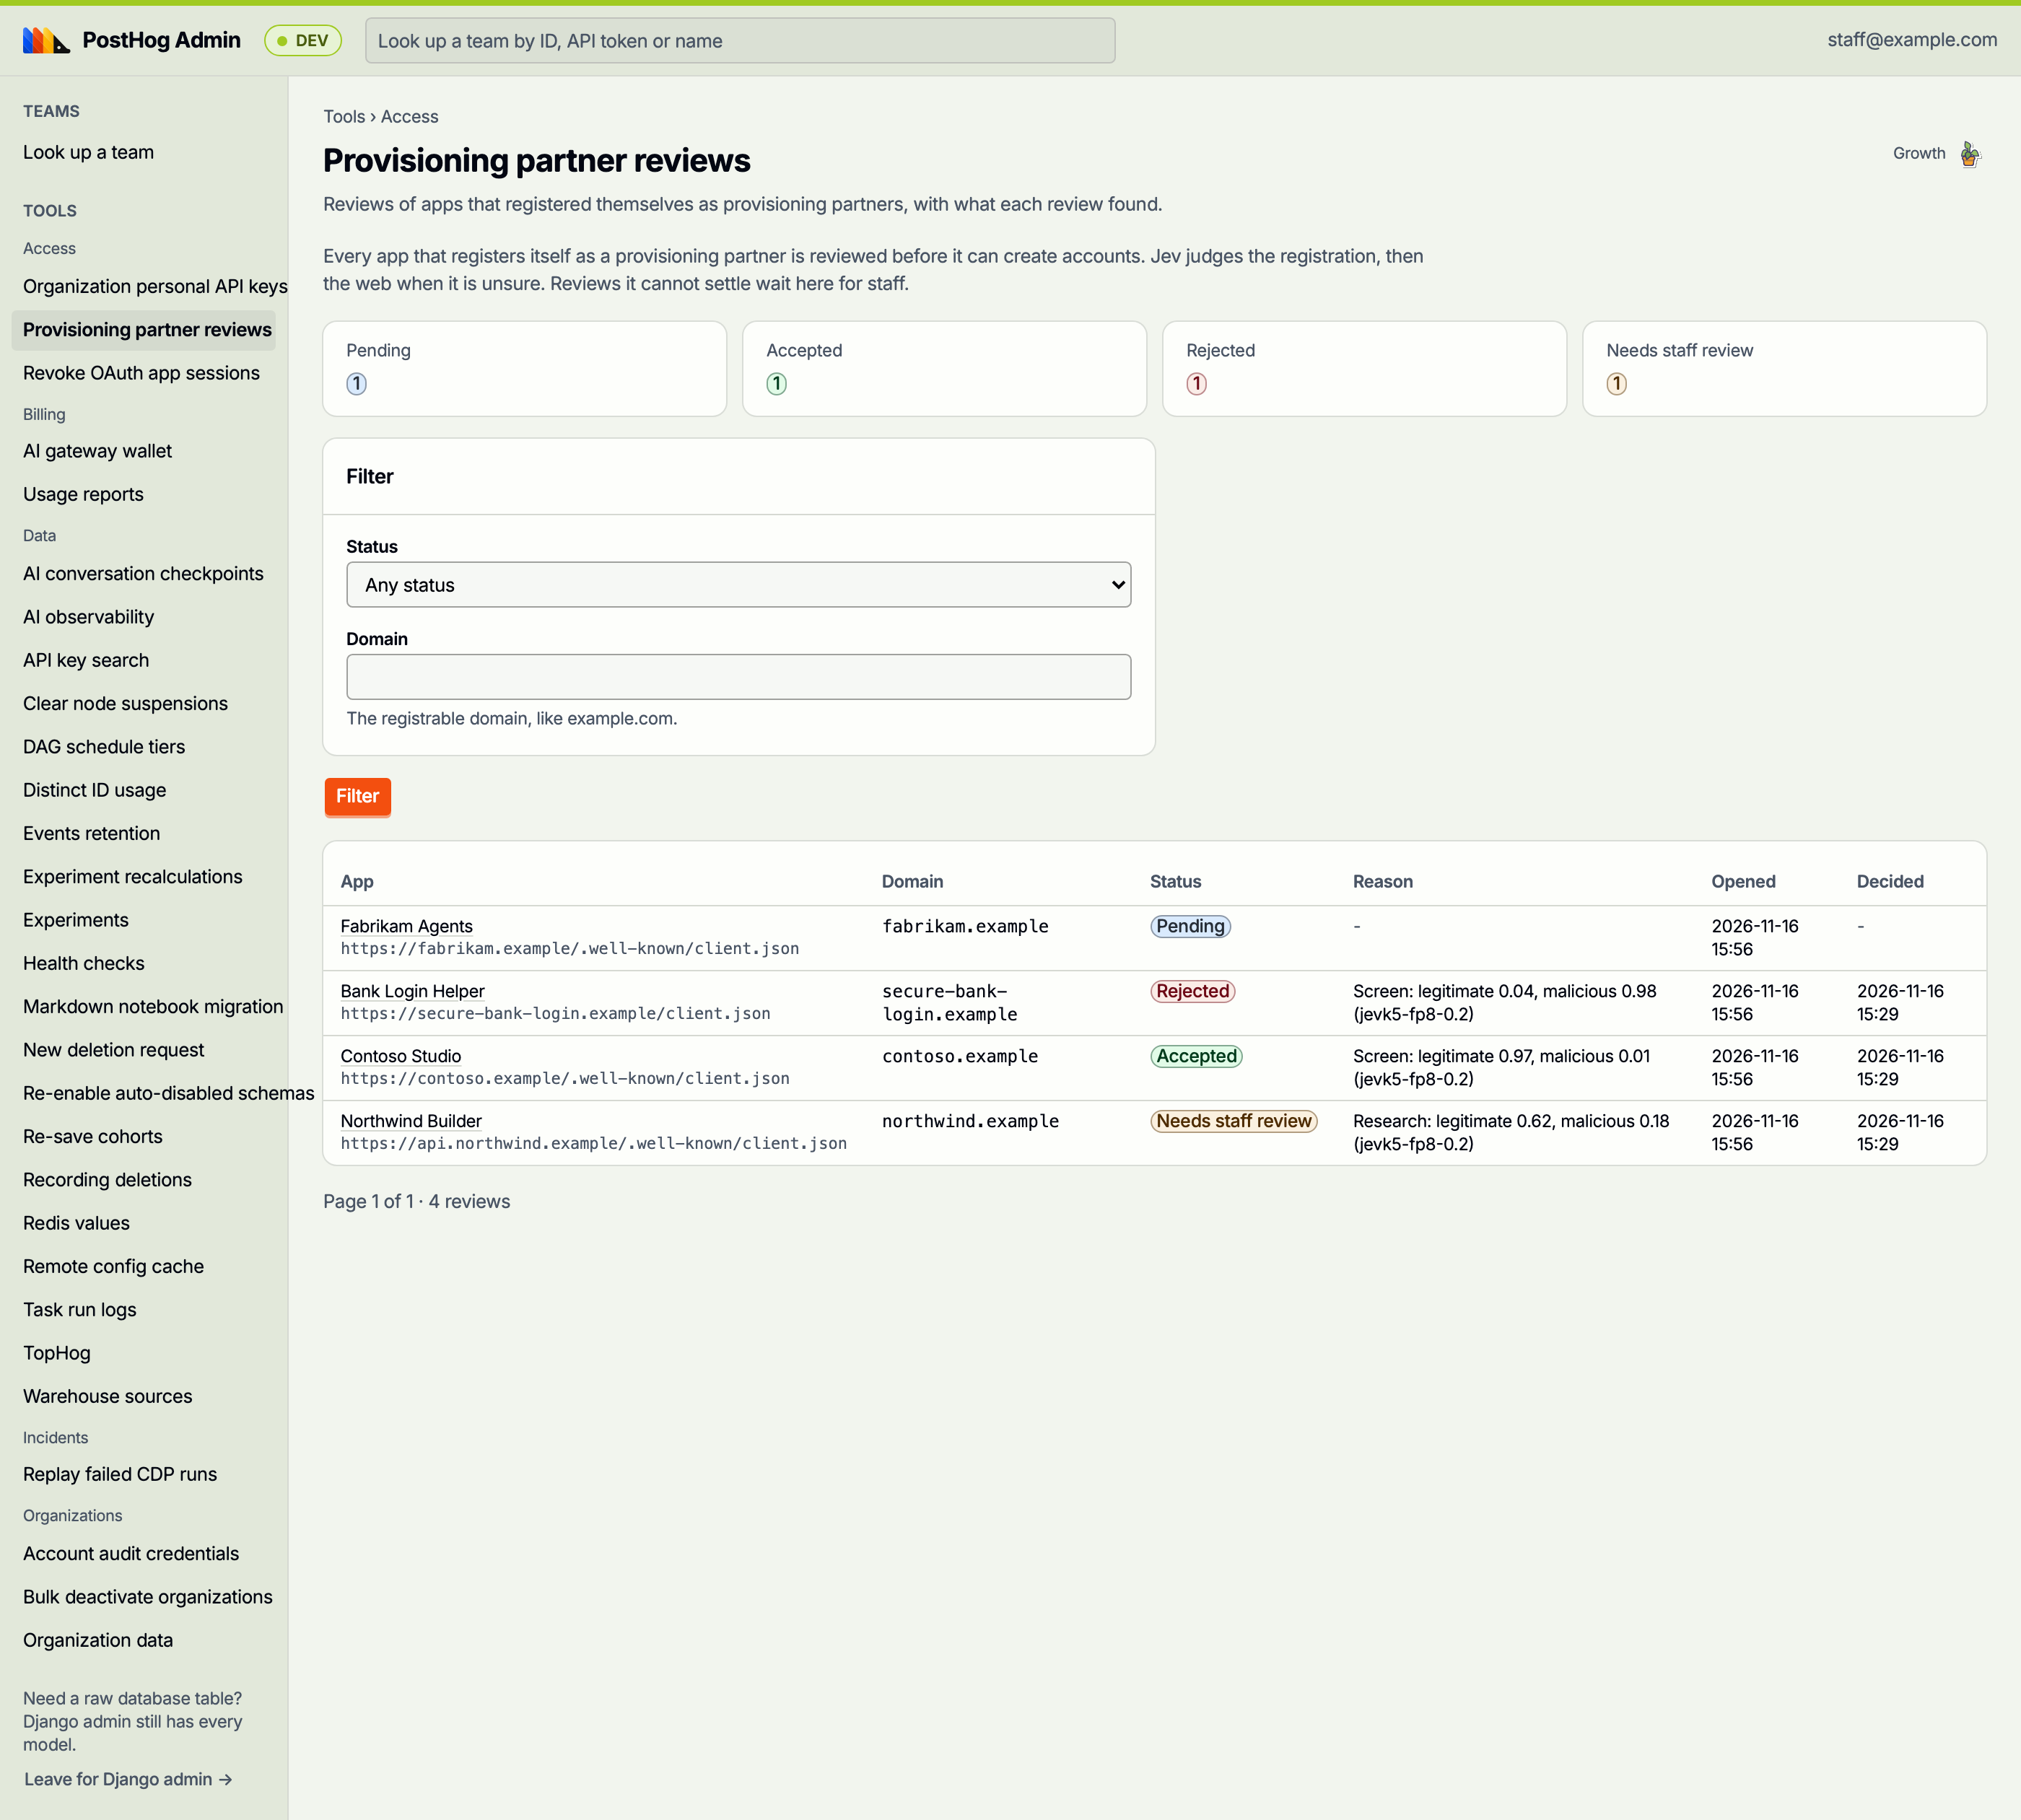 PostHog Admin
DEV
Look up a team by ID, API token or name
staff@example.com
TEAMS
Look up a team
TOOLS
Access
Organization personal API keys
Provisioning partner reviews
Revoke OAuth app sessions
Billing
AI gateway wallet
Usage reports
Data
AI conversation checkpoints
AI observability
API key search
Clear node suspensions
DAG schedule tiers
Distinct ID usage
Events retention
Experiment recalculations
Experiments
Health checks
Markdown notebook migration
New deletion request
Re-enable auto-disabled schemas
Re-save cohorts
Recording deletions
Redis values
Remote config cache
Task run logs
TopHog
Warehouse sources
Incidents
Replay failed CDP runs
Organizations
Account audit credentials
Bulk deactivate organizations
Organization data
Need a raw database table?
Django admin still has every
model.
Leave for Django admin →
Tools › Access
Provisioning partner reviews
Growth
Reviews of apps that registered themselves as provisioning partners, with what each review found.
Every app that registers itself as a provisioning partner is reviewed before it can create accounts. Jev judges the registration, then
the web when it is unsure. Reviews it cannot settle wait here for staff.
Pending
1
Accepted
1
Rejected
1
Needs staff review
1
Filter
Status
Any status
Domain
The registrable domain, like example.com.
Filter
App Domain Status Reason Opened Decided
Fabrikam Agents fabrikam.example Pending - 2026-11-16 -
https://fabrikam.example/.well-known/client.json 15:56
Bank Login Helper secure-bank- Rejected Screen: legitimate 0.04, malicious 0.98 2026-11-16 2026-11-16
https://secure-bank-login.example/client.json login.example (jevk5-fp8-0.2) 15:56 15:29
Contoso Studio contoso.example Accepted Screen: legitimate 0.97, malicious 0.01 2026-11-16 2026-11-16
https://contoso.example/.well-known/client.json (jevk5-fp8-0.2) 15:56 15:29
Northwind Builder northwind.example Needs staff review Research: legitimate 0.62, malicious 0.18 2026-11-16 2026-11-16
https://api.northwind.example/.well-known/client.json (jevk5-fp8-0.2) 15:56 15:29
Page 1 of 1 · 4 reviews